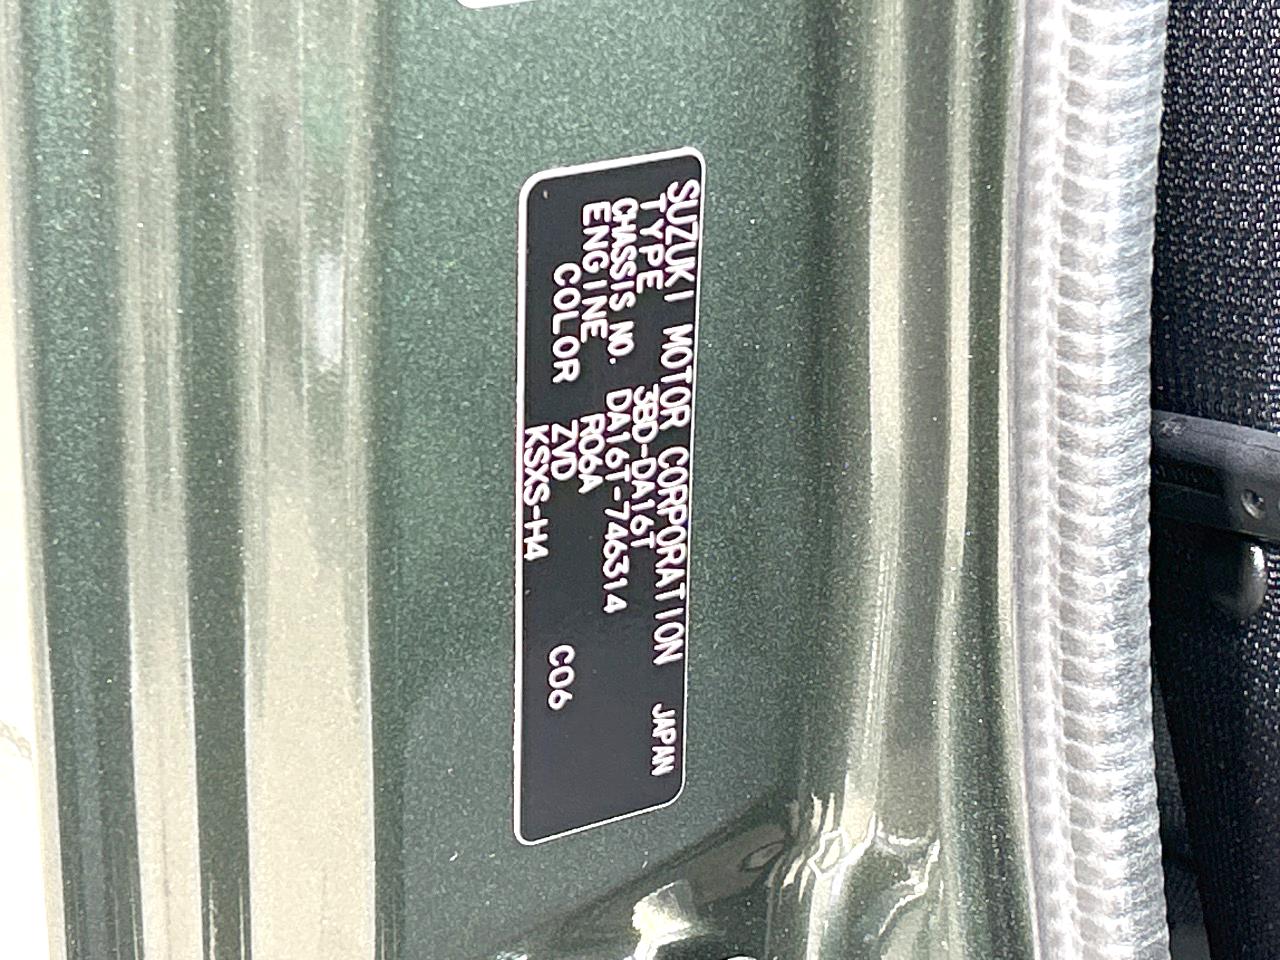 SUZUKI MOTOR CORPORATION JAPAN
TYPE 3BD-DA16T
CHASSIS NO. DA16T-746314
ENGINE R06A
COLOR ZVD C06
KSXS-H4